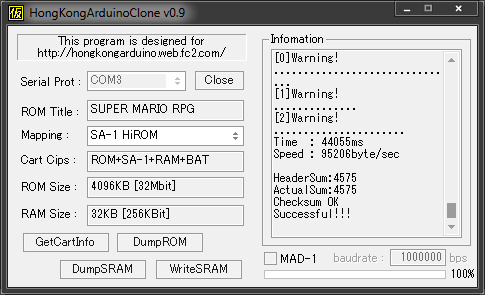 仮 HongKongArduinoClone v0.9
This program is designed for
http://hongkongarduino.web.fc2.com/
Serial Prot : COM3 Close
ROM Title : SUPER MARIO RPG
Mapping : SA-1 HiROM
Cart Cips : ROM+SA-1+RAM+BAT
ROM Size : 4096KB [32Mbit]
RAM Size : 32KB [256KBit]
GetCartInfo DumpROM
DumpSRAM WriteSRAM
Infomation
[0]Warning!
................................
...
[1]Warning!
................
[2]Warning!
.........................
Time : 44055ms
Speed : 95206byte/sec
HeaderSum:4575
ActualSum:4575
Checksum OK
Successful!!!
MAD-1 baudrate : 1000000 bps
100%